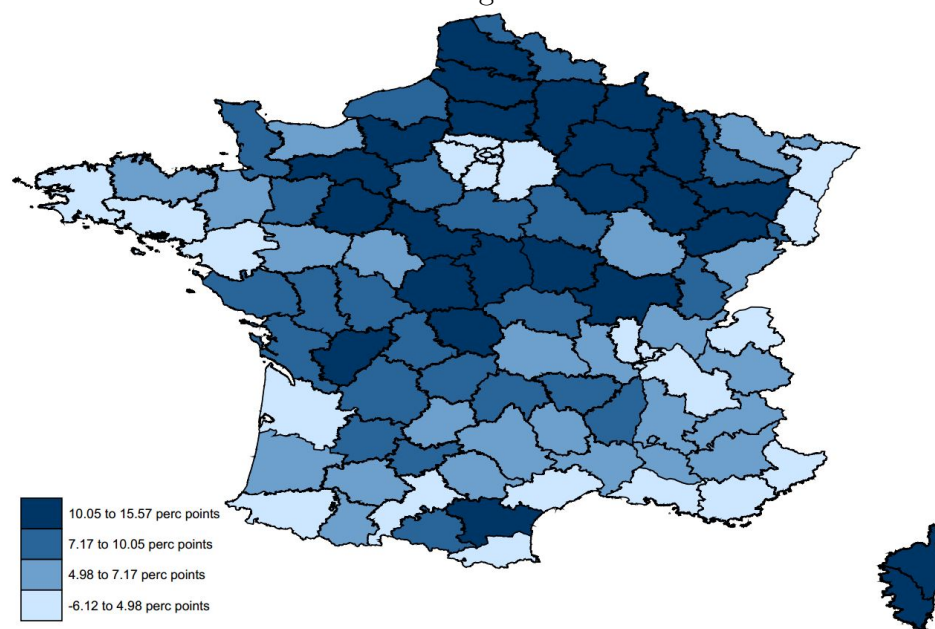 10.05 to 15.57 perc points
7.17 to 10.05 perc points
4.98 to 7.17 perc points
-6.12 to 4.98 perc points